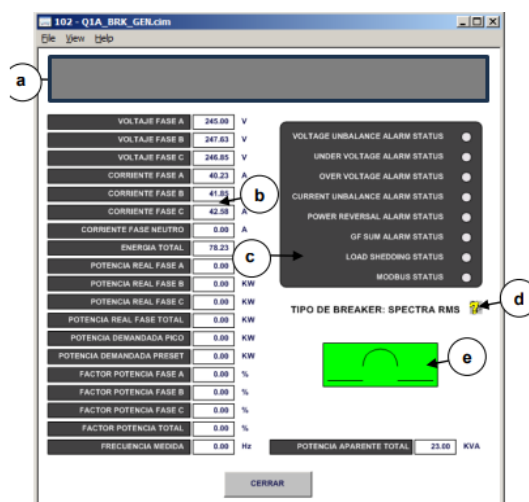 102 - Q1A_BRK_GEN.cim
File View Help
a
VOLTAJE FASE A 245.00 V
VOLTAJE FASE B 247.63 V
VOLTAJE FASE C 246.85 V
CORRIENTE FASE A 40.23 A
CORRIENTE FASE B 41.85
CORRIENTE FASE C 42.58 A
CORRIENTE FASE NEUTRO 0.00 A
ENERGIA TOTAL 78.23
POTENCIA REAL FASE A 0.00
POTENCIA REAL FASE B 0.00 KW
POTENCIA REAL FASE C 0.00 KW
POTENCIA REAL FASE TOTAL 0.00 KW
POTENCIA DEMANDADA PICO 0.00 KW
POTENCIA DEMANDADA PRESET 0.00 KW
FACTOR POTENCIA FASE A 0.00 %
FACTOR POTENCIA FASE B 0.00 %
FACTOR POTENCIA FASE C 0.00 %
FACTOR POTENCIA TOTAL 0.00 %
FRECUENCIA MEDIDA 0.00 Hz
b
VOLTAGE UNBALANCE ALARM STATUS
UNDER VOLTAGE ALARM STATUS
OVER VOLTAGE ALARM STATUS
CURRENT UNBALANCE ALARM STATUS
POWER REVERSAL ALARM STATUS
GF SUM ALARM STATUS
LOAD SHEDDING STATUS
MODBUS STATUS
c
TIPO DE BREAKER: SPECTRA RMS
d
e
POTENCIA APARENTE TOTAL 23.00 KVA
CERRAR